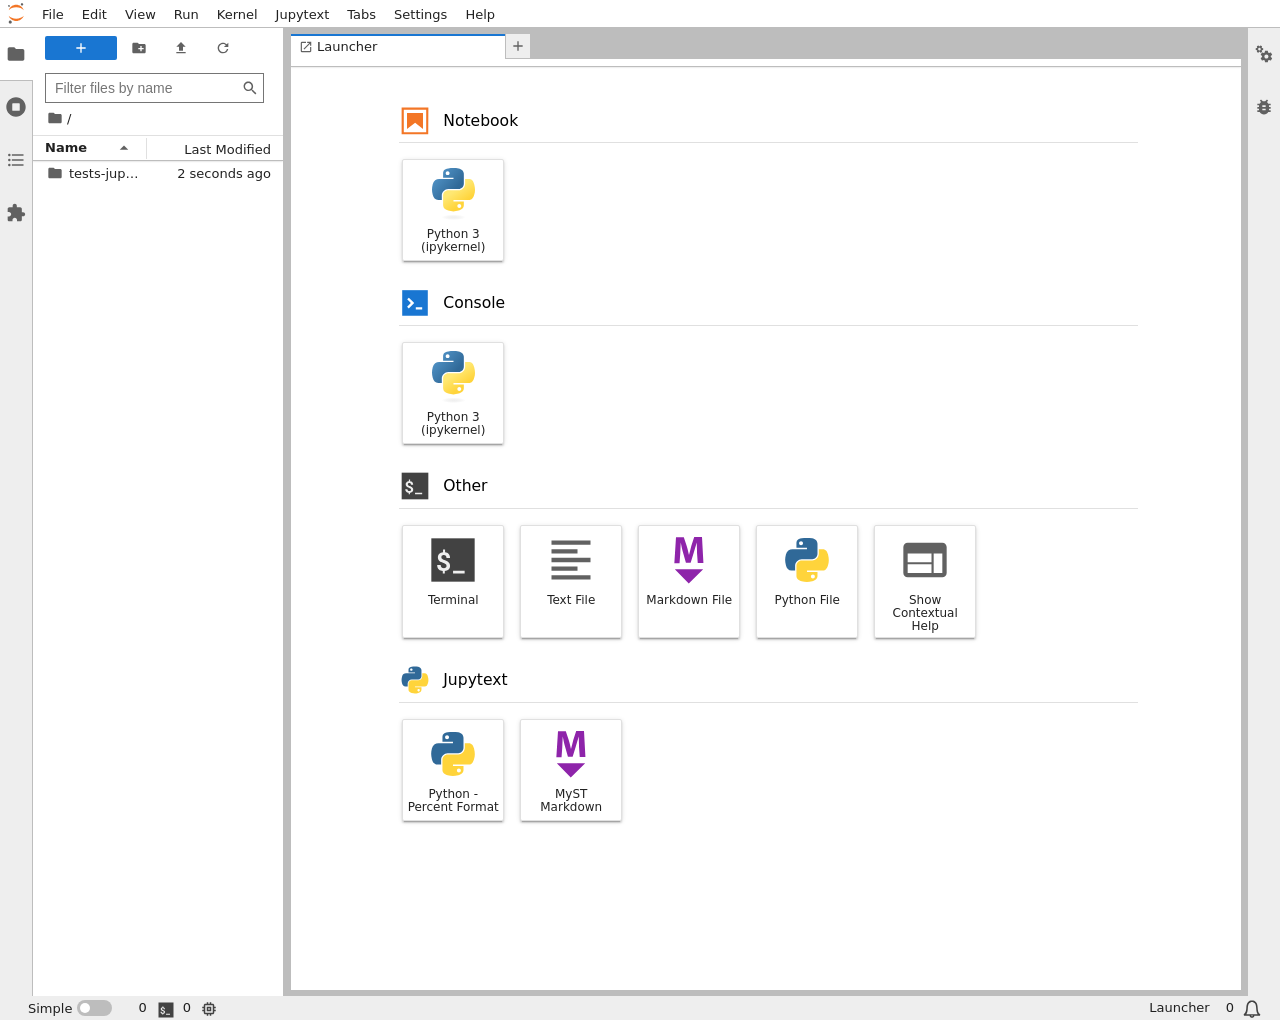 File Edit View Run Kernel Jupytext Tabs Settings Help
Launcher
Filter files by name
/
Name Last Modified
tests-jup... 2 seconds ago
Notebook
Python 3
(ipykernel)
Console
Python 3
(ipykernel)
Other
$_ Terminal
Text File
Markdown File
Python File
Show
Contextual
Help
Jupytext
Python -
Percent Format
MyST
Markdown
Simple 0 $_ 0 Launcher 0